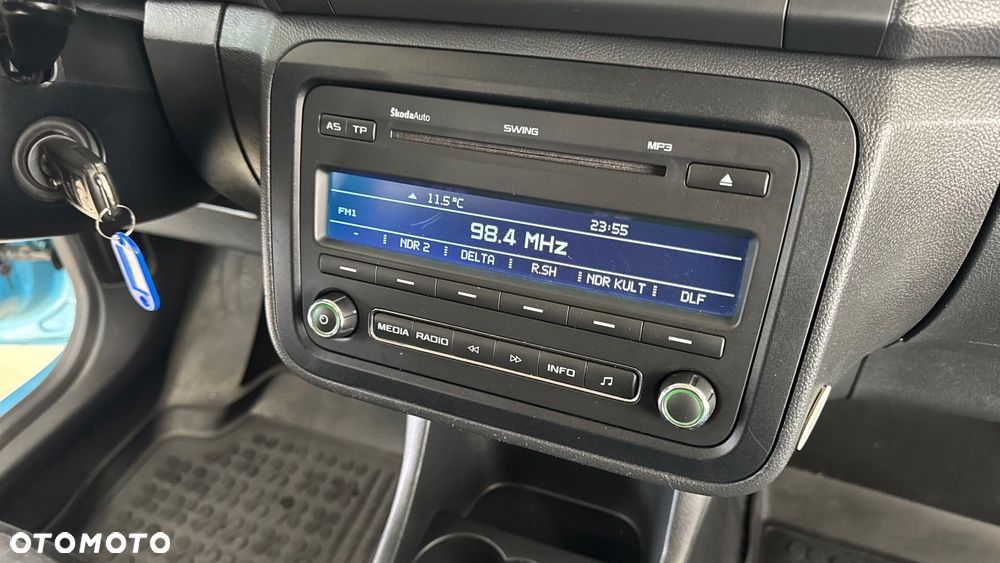 ŠkodaAuto
SWING
MP3
AS TP
11.5°C
23:55
FM1
98.4 MHz
- NDR 2 DELTA R.SH NDR KULT DLF
MEDIA RADIO INFO
OTOMOTO